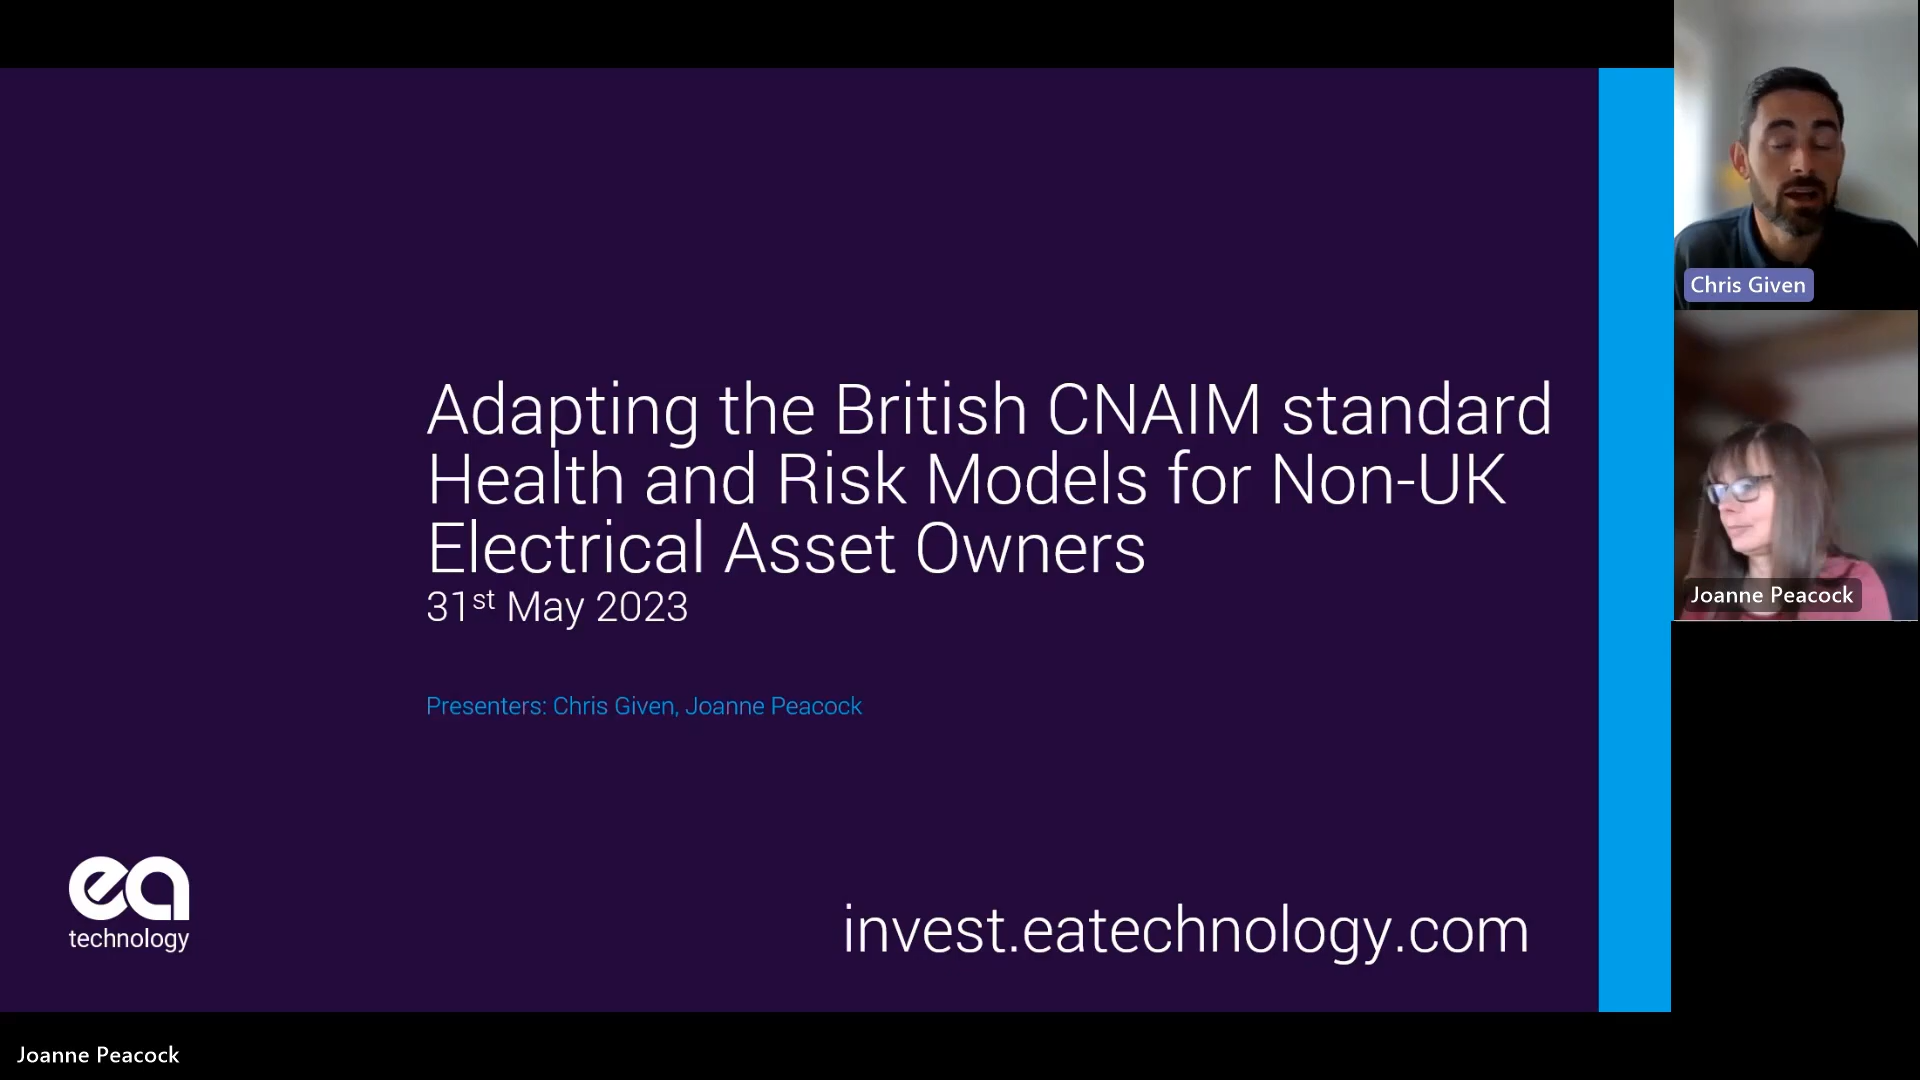 Adapting the British CNAIM standard
Health and Risk Models for Non-UK
Electrical Asset Owners
31st May 2023
Presenters: Chris Given, Joanne Peacock
ea
technology
invest.eatechnology.com
Chris Given
Joanne Peacock
Joanne Peacock